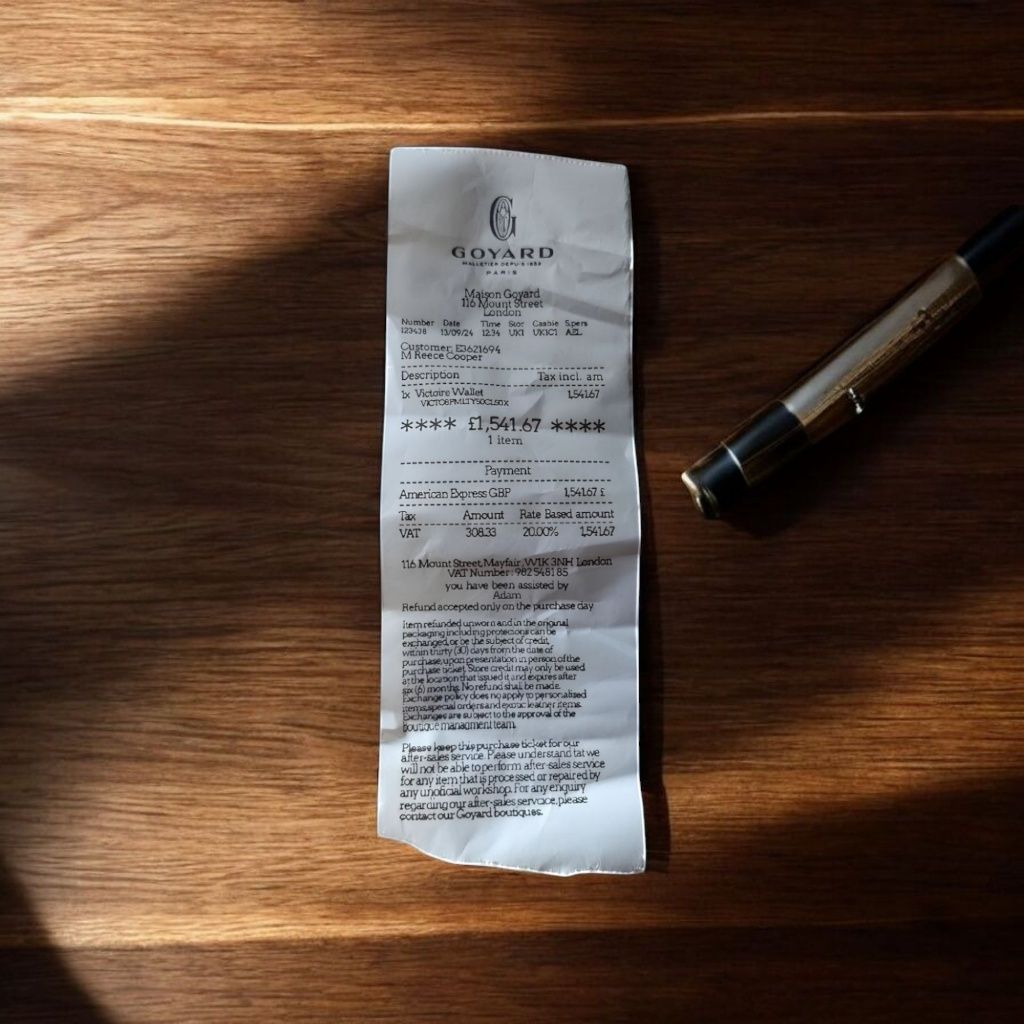 G
GOYARD
MALLETIER DEPUIS 1853
PARIS
Maison Goyard
116 Mount Street
London
Number Date Time Stor Cashie S.pers
123438 13/09/24 12:34 UK1 UK1C1 AEL
Customer: E3621694
M Reece Cooper
Description Tax incl. am
1x Victoire Wallet 1,541.67
**** £1,541.67 ****
1 item
Payment
American Express GBP 1,541.67 £
Tax Amount Rate Based amount
VAT 308.33 20.00% 1,541.67
116 Mount Street, Mayfair, W1K 3NH London
VAT Number: 982 5481 85
you have been assisted by
Adam
Refund accepted only on the purchase day
Item refunded unworn and in the original
packaging including protections can be
exchanged, or be the subject of credit,
within thirty (30) days from the date of
purchase, upon presentation in person of the
purchase ticket. Store credit may only be used
at the location that issued it and expires after
six (6) months. No refund shall be made.
Exchange policy does no apply to personalised
items, special orders and exotic leather items.
Exchanges are subject to the approval of the
boutique managment team.
Please keep this purchase ticket for our
after-sales service. Please understand tat we
will not be able to perform after-sales service
for any item that is processed or repaired by
any unofficial workshop. For any enquiry
regarding our after-sales servcice, please
contact our Goyard boutiques.